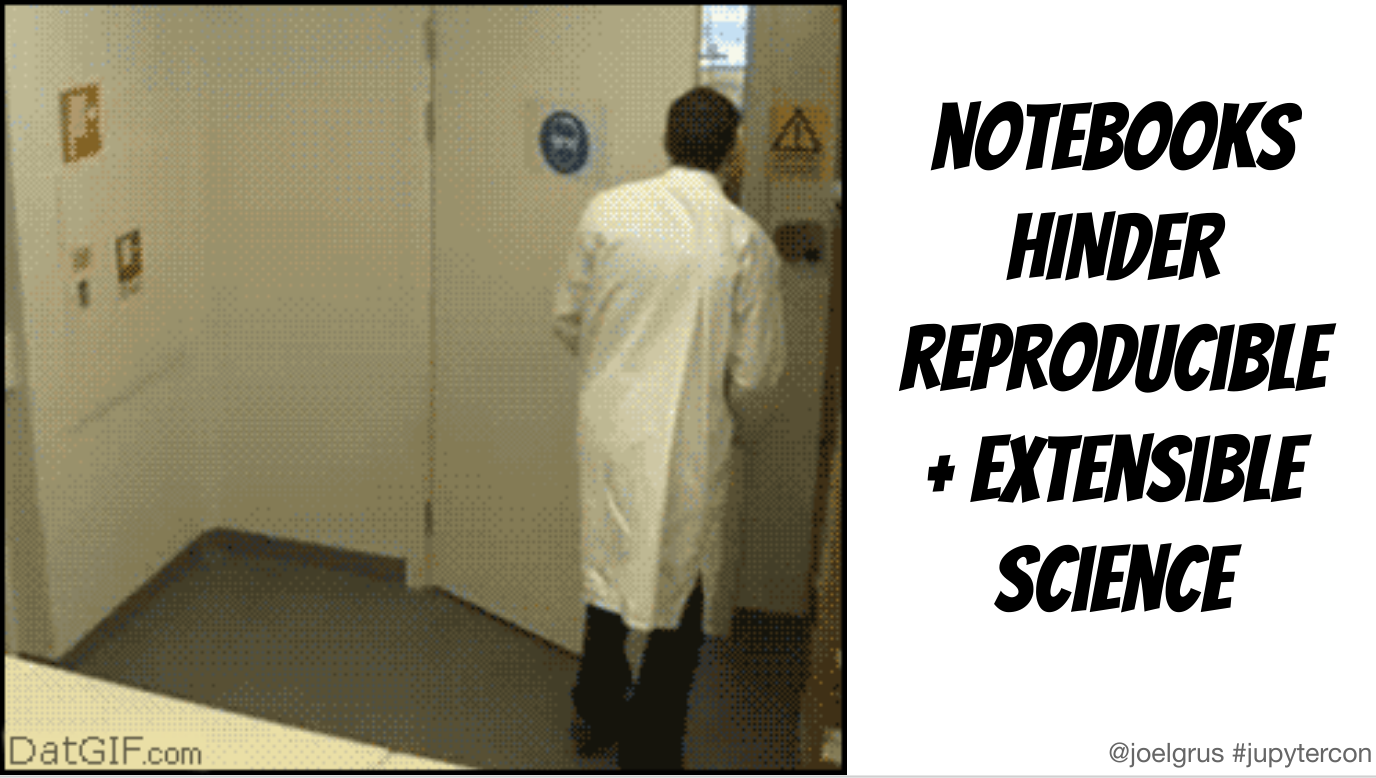 NOTEBOOKS
HINDER
REPRODUCIBLE
+ EXTENSIBLE
SCIENCE
DatGIF.com
@joelgrus #jupytercon